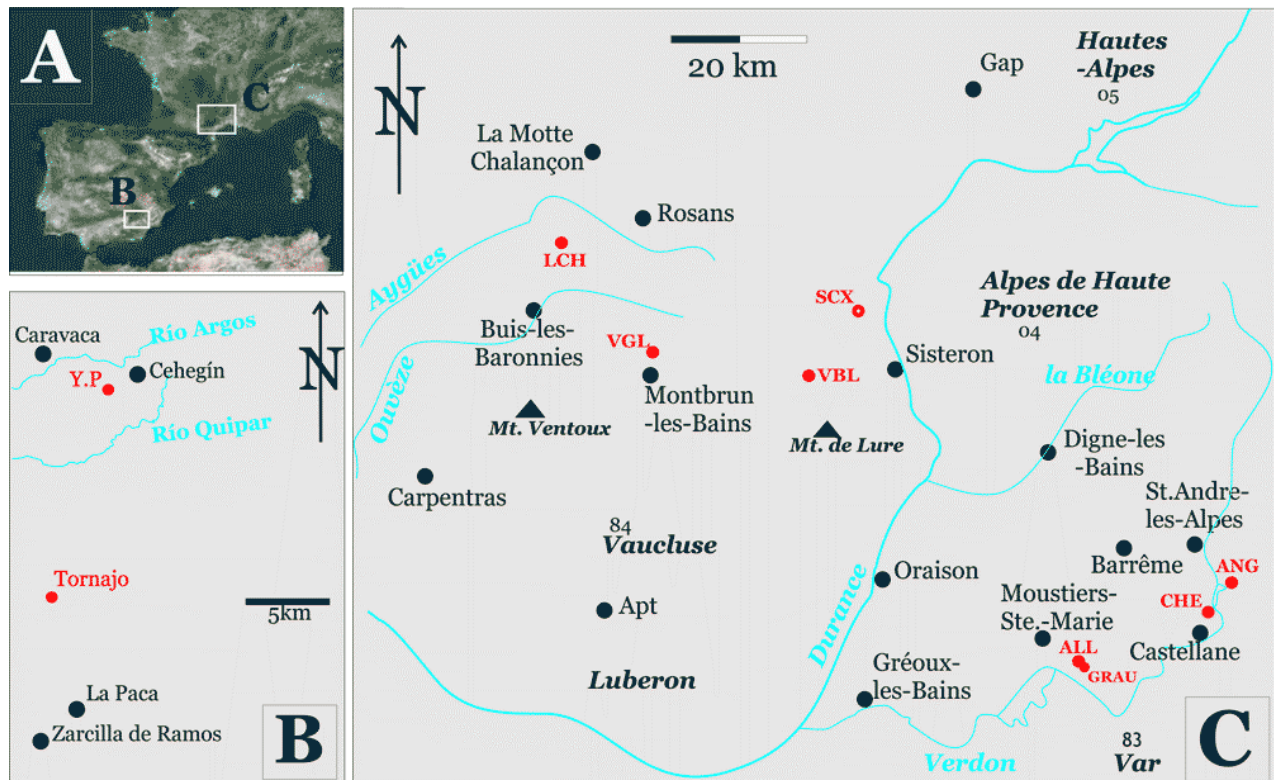 A
C
B
Caravaca
Río Argos
Cehegín
Y.P
Río Quipar
N
Tornajo
5km
La Paca
Zarcilla de Ramos
B
N
20 km
Gap
Hautes
-Alpes
05
La Motte
Chalançon
Rosans
Aygües
LCH
SCX
Alpes de Haute
Provence
04
Buis-les-
Baronnies
VGL
VBL
Sisteron
Ouvèze
Montbrun
-les-Bains
la Bléone
Mt. Ventoux
Mt. de Lure
Digne-les
-Bains
Carpentras
St.Andre-
les-Alpes
84
Vaucluse
Barrême
ANG
Oraison
Moustiers-
Ste.-Marie
CHE
Apt
Durance
ALL
GRAU
Castellane
Luberon
Gréoux-
les-Bains
Verdon
83
Var
C